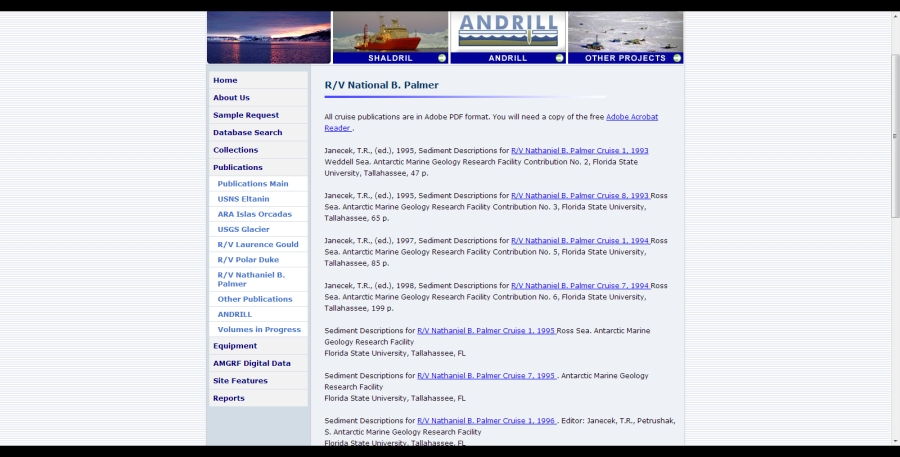 ANDRILL
SHALDRIL
ANDRILL
OTHER PROJECTS
Home
About Us
Sample Request
Database Search
Collections
Publications
Publications Main
USNS Eltanin
ARA Islas Orcadas
USGS Glacier
R/V Laurence Gould
R/V Polar Duke
R/V Nathaniel B.
Palmer
Other Publications
ANDRILL
Volumes in Progress
Equipment
AMGRF Digital Data
Site Features
Reports
R/V National B. Palmer
All cruise publications are in Adobe PDF format. You will need a copy of the free Adobe Acrobat
Reader .
Janecek, T.R., (ed.), 1995, Sediment Descriptions for R/V Nathaniel B. Palmer Cruise 1, 1993
Weddell Sea. Antarctic Marine Geology Research Facility Contribution No. 2, Florida State
University, Tallahassee, 47 p.
Janecek, T.R., (ed.), 1995, Sediment Descriptions for R/V Nathaniel B. Palmer Cruise 8, 1993 Ross
Sea. Antarctic Marine Geology Research Facility Contribution No. 3, Florida State University,
Tallahassee, 65 p.
Janecek, T.R., (ed.), 1997, Sediment Descriptions for R/V Nathaniel B. Palmer Cruise 1, 1994 Ross
Sea. Antarctic Marine Geology Research Facility Contribution No. 5, Florida State University,
Tallahassee, 85 p.
Janecek, T.R., (ed.), 1998, Sediment Descriptions for R/V Nathaniel B. Palmer Cruise 7, 1994 Ross
Sea. Antarctic Marine Geology Research Facility Contribution No. 6, Florida State University,
Tallahassee, 199 p.
Sediment Descriptions for R/V Nathaniel B. Palmer Cruise 1, 1995 Ross Sea. Antarctic Marine
Geology Research Facility
Florida State University, Tallahassee, FL
Sediment Descriptions for R/V Nathaniel B. Palmer Cruise 7, 1995 . Antarctic Marine Geology
Research Facility
Florida State University, Tallahassee, FL
Sediment Descriptions for R/V Nathaniel B. Palmer Cruise 1, 1996 . Editor: Janecek, T.R., Petrushak,
S. Antarctic Marine Geology Research Facility
Florida State University, Tallahassee, FL